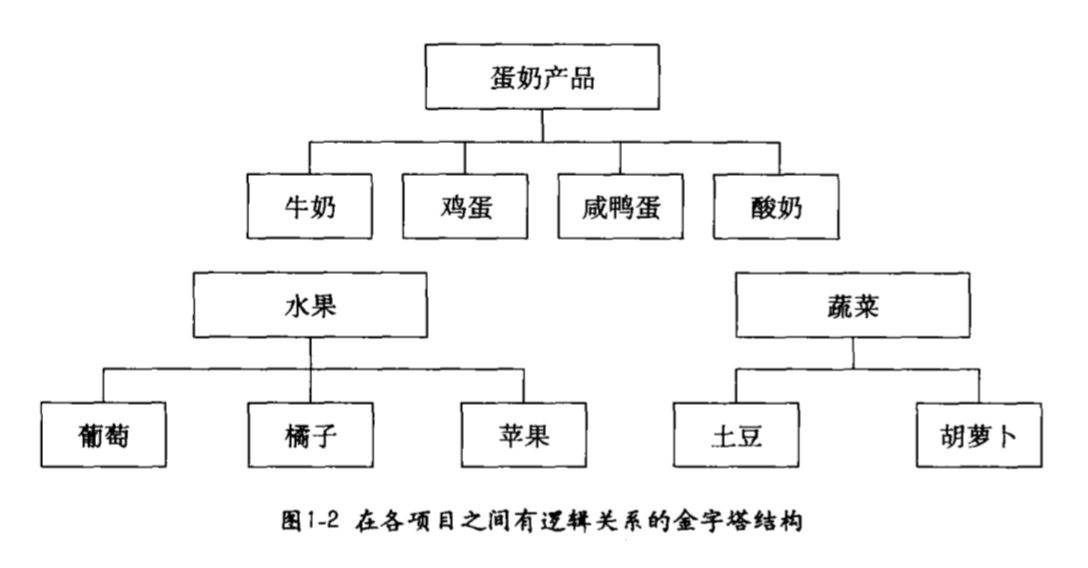 蛋奶产品
牛奶 鸡蛋 咸鸭蛋 酸奶
水果 蔬菜
葡萄 橘子 苹果 土豆 胡萝卜
图1-2 在各项目之间有逻辑关系的金字塔结构